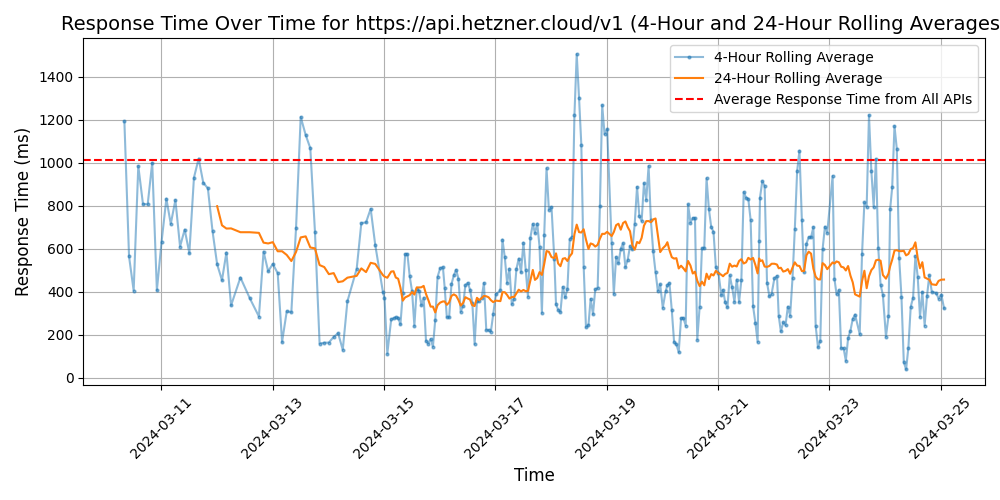 Response Time Over Time for https://api.hetzner.cloud/v1 (4-Hour and 24-Hour Rolling Averages
4-Hour Rolling Average
24-Hour Rolling Average
Average Response Time from All APIs
Response Time (ms)
1400
1200
1000
800
600
400
200
0
2024-03-11
2024-03-13
2024-03-15
2024-03-17
2024-03-19
2024-03-21
2024-03-23
2024-03-25
Time